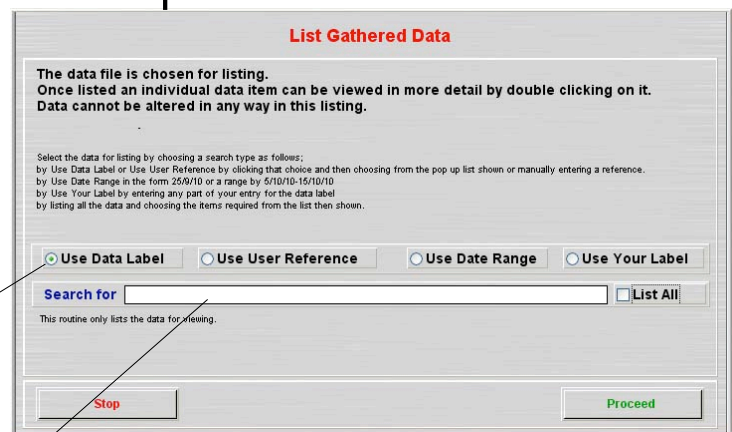 List Gathered Data
The data file is chosen for listing.
Once listed an individual data item can be viewed in more detail by double clicking on it.
Data cannot be altered in any way in this listing.
Select the data for listing by choosing a search type as follows;
by Use Data Label or Use User Reference by clicking that choice and then choosing from the pop up list shown or manually entering a reference.
by Use Date Range in the form 25/9/10 or a range by 5/10/10-15/10/10
by Use Your Label by entering any part of your entry for the data label
by listing all the data and choosing the items required from the list then shown.
Use Data Label Use User Reference Use Date Range Use Your Label
Search for List All
This routine only lists the data for viewing.
Stop Proceed